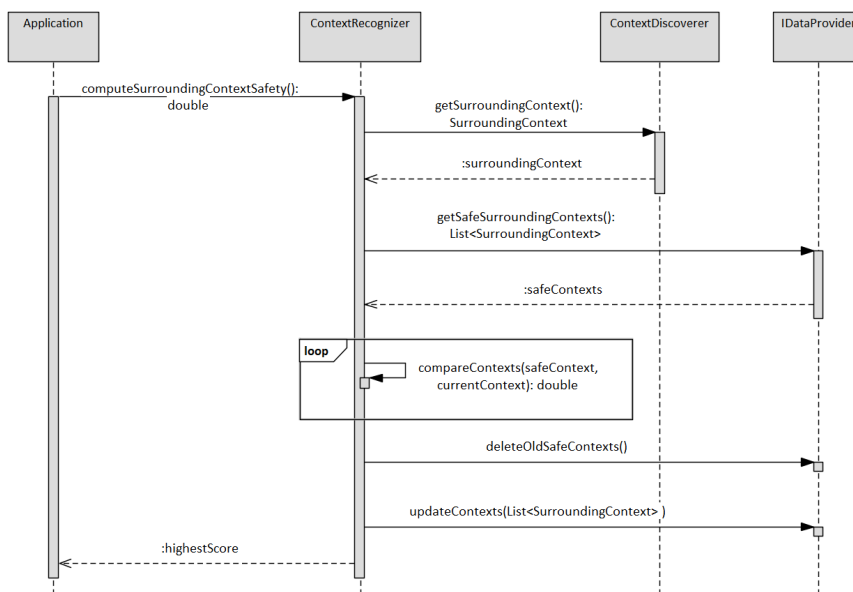 Application
ContextRecognizer
ContextDiscoverer
IDataProvider
computeSurroundingContextSafety():
double
getSurroundingContext():
SurroundingContext
:surroundingContext
getSafeSurroundingContexts():
List<SurroundingContext>
:safeContexts
loop
compareContexts(safeContext,
currentContext): double
deleteOldSafeContexts()
updateContexts(List<SurroundingContext> )
:highestScore